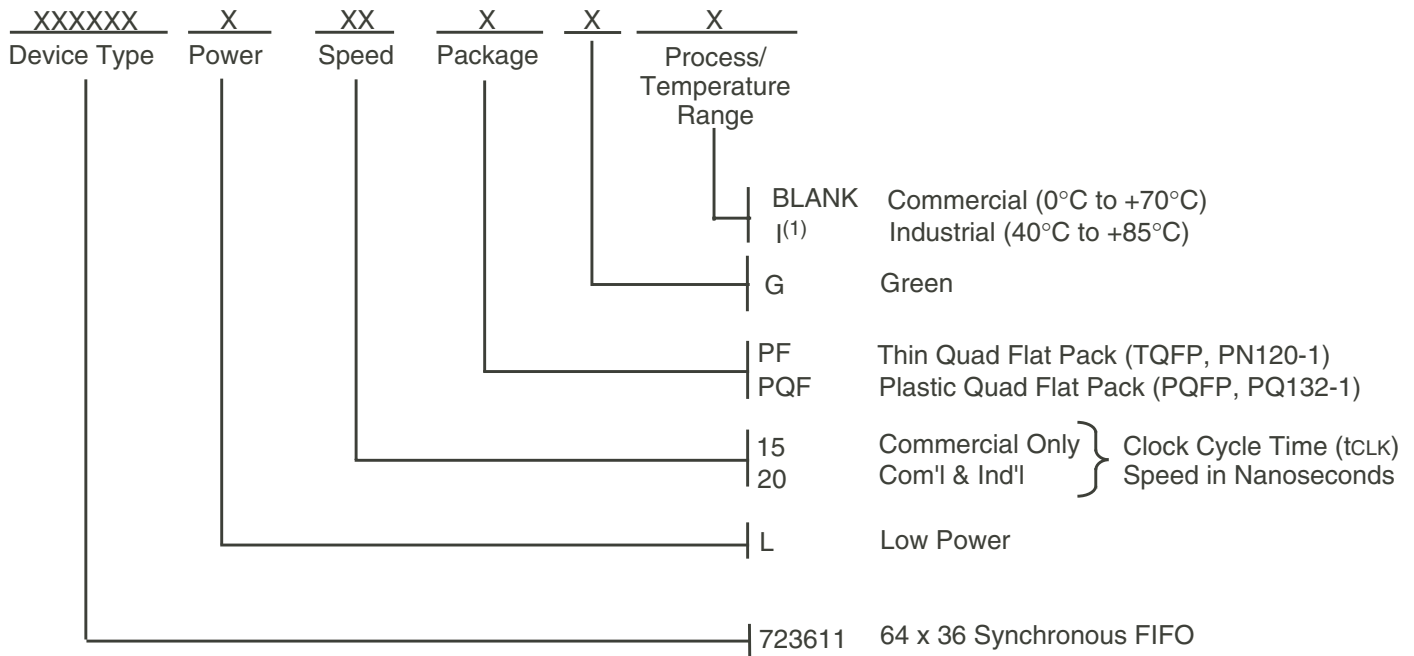 XXXXXX X XX X X X
Device Type Power Speed Package Process/
Temperature
Range
BLANK Commercial (0°C to +70°C)
I(1) Industrial (40°C to +85°C)
G Green
PF Thin Quad Flat Pack (TQFP, PN120-1)
PQF Plastic Quad Flat Pack (PQFP, PQ132-1)
15 Commercial Only Clock Cycle Time (tCLK)
20 Com'l & Ind'l Speed in Nanoseconds
L Low Power
723611 64 x 36 Synchronous FIFO